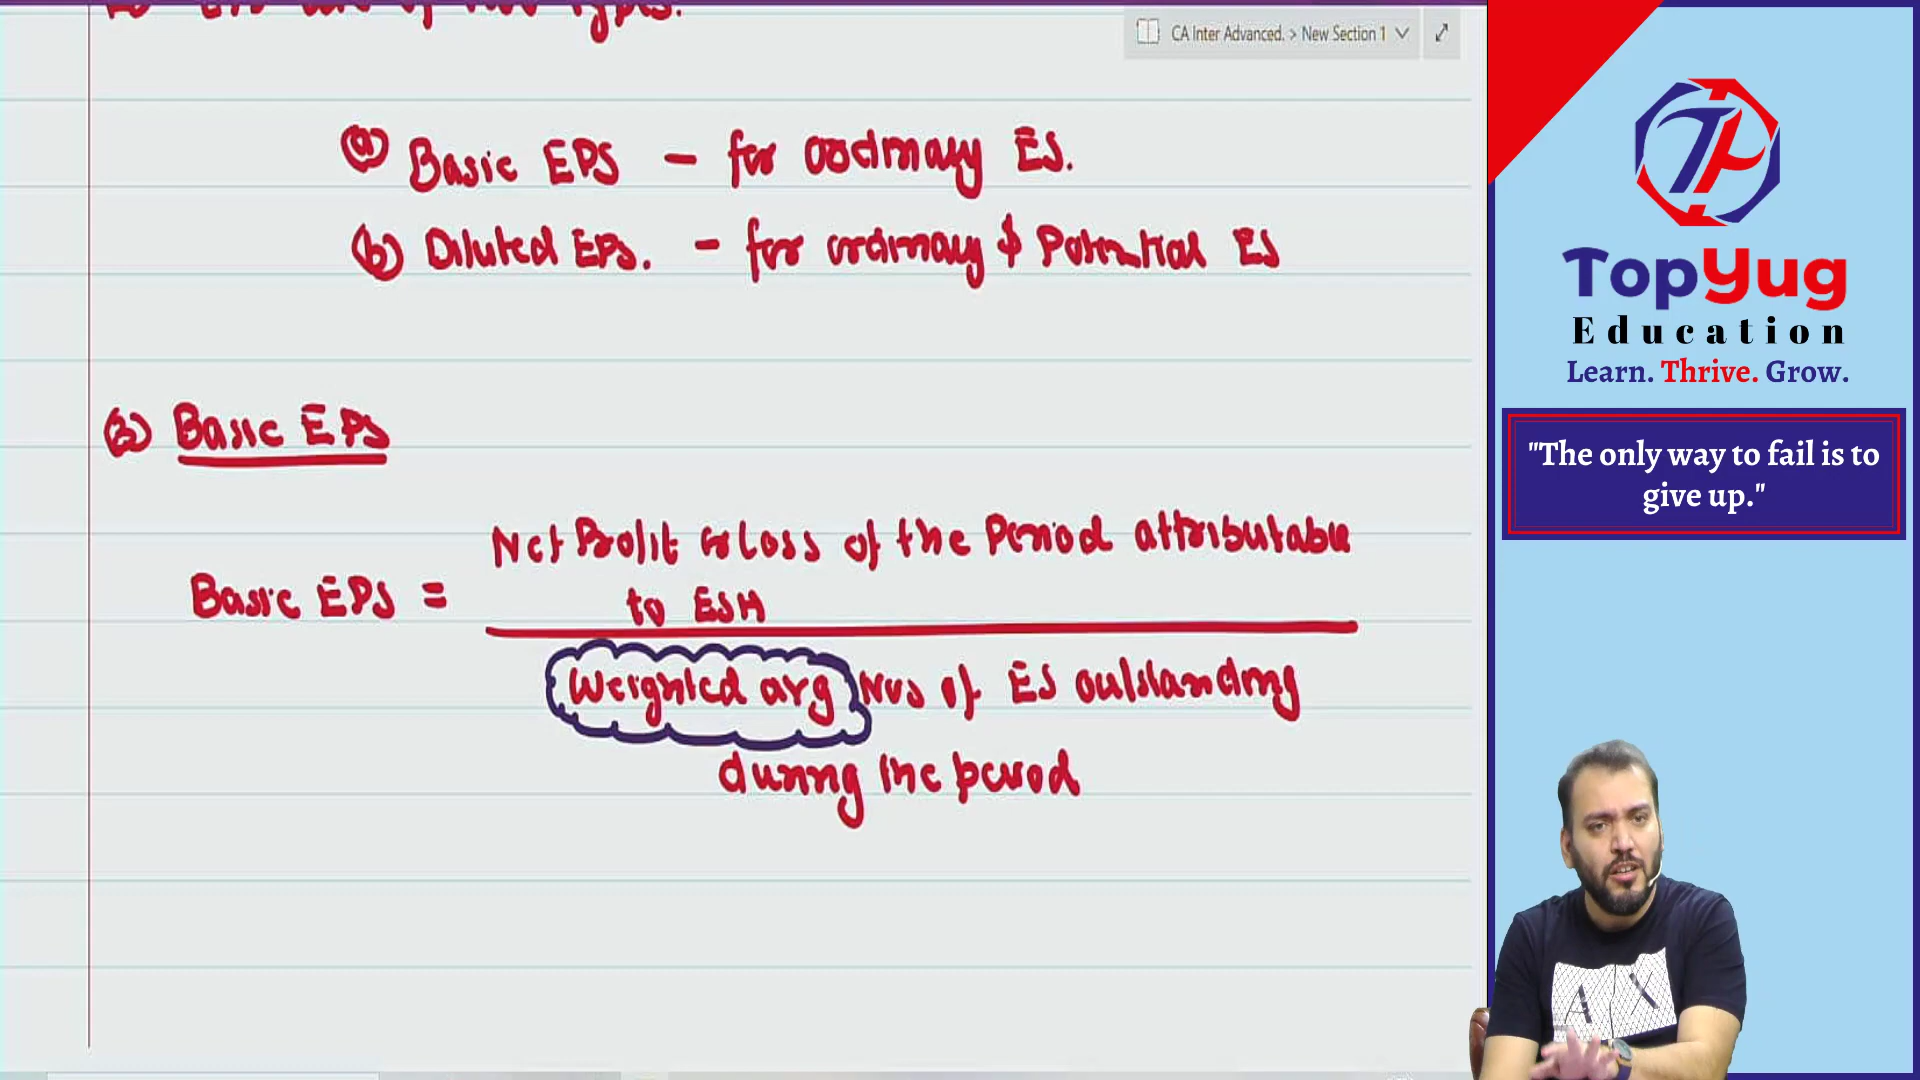 types.
CA Inter Advanced. > New Section 1
(a) Basic EPS - for ordinary ES.
(b) Diluted EPS. - for ordinary & Potential ES
(a) Basic EPS
Net Profit or Loss of the Period attributable
to ESH
Basic EPS =
Weighted avg Nos of ES outstanding
during the period
TopYug
Education
Learn. Thrive. Grow.
"The only way to fail is to
give up."
A X